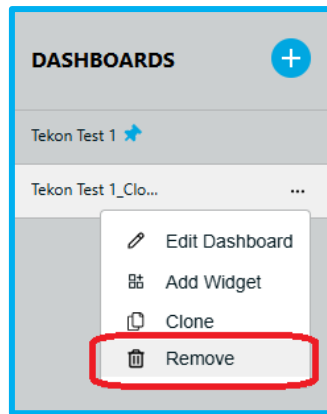 DASHBOARDS
Tekon Test 1
Tekon Test 1_Clo...
Edit Dashboard
Add Widget
Clone
Remove